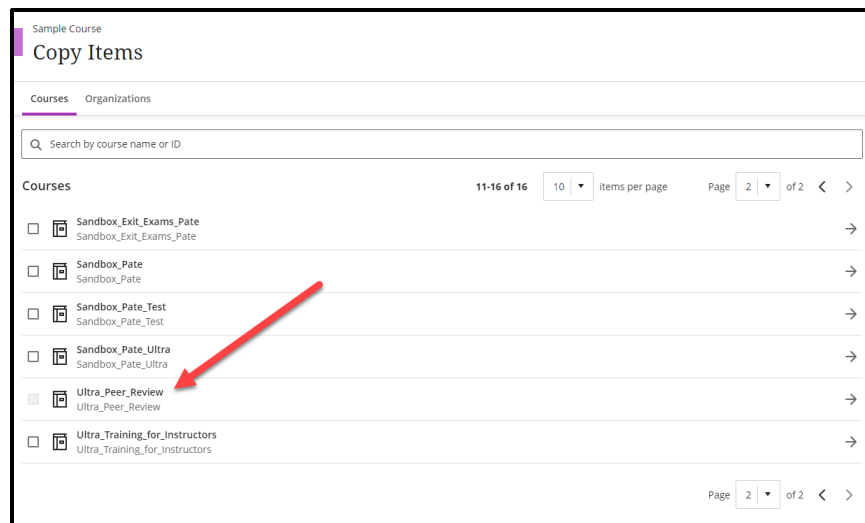 Sample Course
Copy Items
Courses Organizations
Search by course name or ID
Courses 11-16 of 16 10 items per page Page 2 of 2
Sandbox_Exit_Exams_Pate
Sandbox_Exit_Exams_Pate
Sandbox_Pate
Sandbox_Pate
Sandbox_Pate_Test
Sandbox_Pate_Test
Sandbox_Pate_Ultra
Sandbox_Pate_Ultra
Ultra_Peer_Review
Ultra_Peer_Review
Ultra_Training_for_Instructors
Ultra_Training_for_Instructors
Page 2 of 2